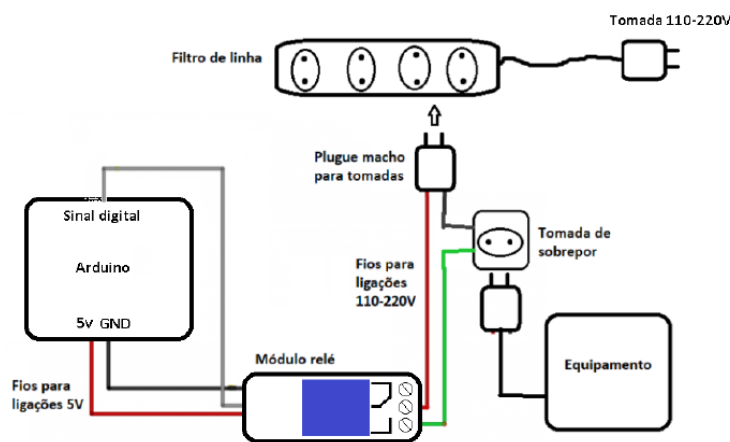 Tomada 110-220V
Filtro de linha
Plugue macho
para tomadas
Sinal digital
Arduino
5v GND
Tomada de
sobrepor
Fios para
ligações
110-220V
Módulo relé
Equipamento
Fios para
ligações 5V